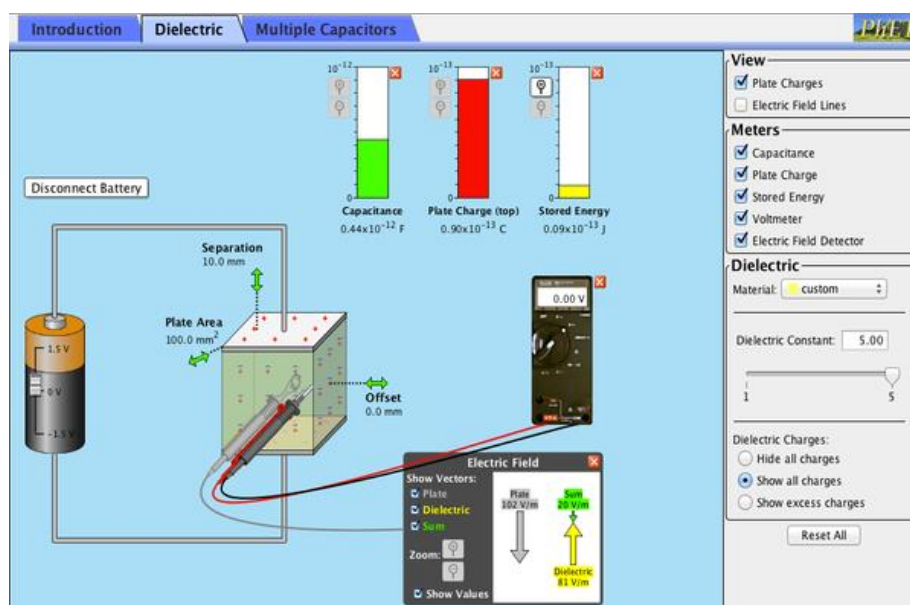 Introduction
Dielectric
Multiple Capacitors
PhET
Disconnect Battery
10⁻¹²
0
Capacitance
0.44x10⁻¹² F
10⁻¹³
0
Plate Charge (top)
0.90x10⁻¹³ C
10⁻¹³
0
Stored Energy
0.09x10⁻¹³ J
Separation
10.0 mm
Plate Area
100.0 mm²
Offset
0.0 mm
1.5 V
0 V
-1.5 V
0.00 V
Electric Field
Show Vectors:
Plate
Dielectric
Sum
Zoom:
Show Values
Plate
102 V/m
Sum
20 V/m
Dielectric
81 V/m
View
Plate Charges
Electric Field Lines
Meters
Capacitance
Plate Charge
Stored Energy
Voltmeter
Electric Field Detector
Dielectric
Material: custom
Dielectric Constant: 5.00
1 5
Dielectric Charges:
Hide all charges
Show all charges
Show excess charges
Reset All